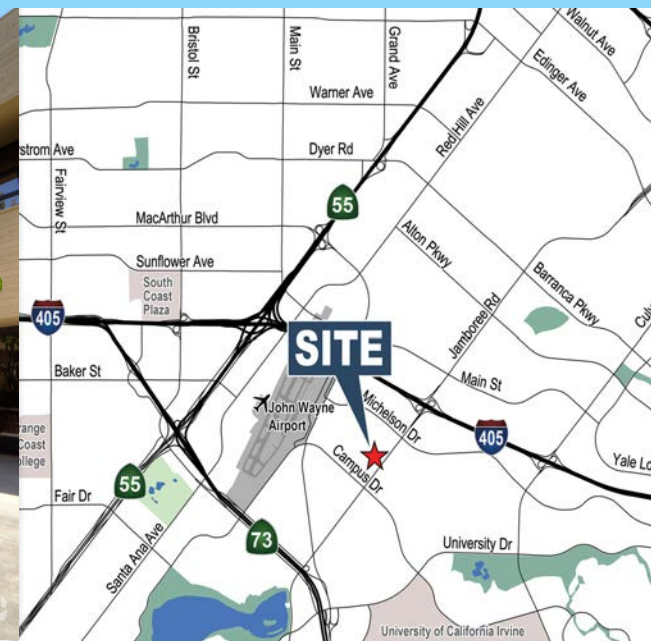 Bristol St
Main St
Grand Ave
Walnut Ave
Edinger Ave
Warner Ave
Red Hill Ave
rstrom Ave
Dyer Rd
Fairview St
55
MacArthur Blvd
Alton Pkwy
Sunflower Ave
South
Coast
Plaza
Barranca Pkwy
Jamboree Rd
405
SITE
Baker St
Main St
John Wayne
Airport
Michelson Dr
405
range
Coast
ollege
Campus Dr
Yale Lo
55
Fair Dr
Santa Ana Ave
73
University Dr
University of California Irvine